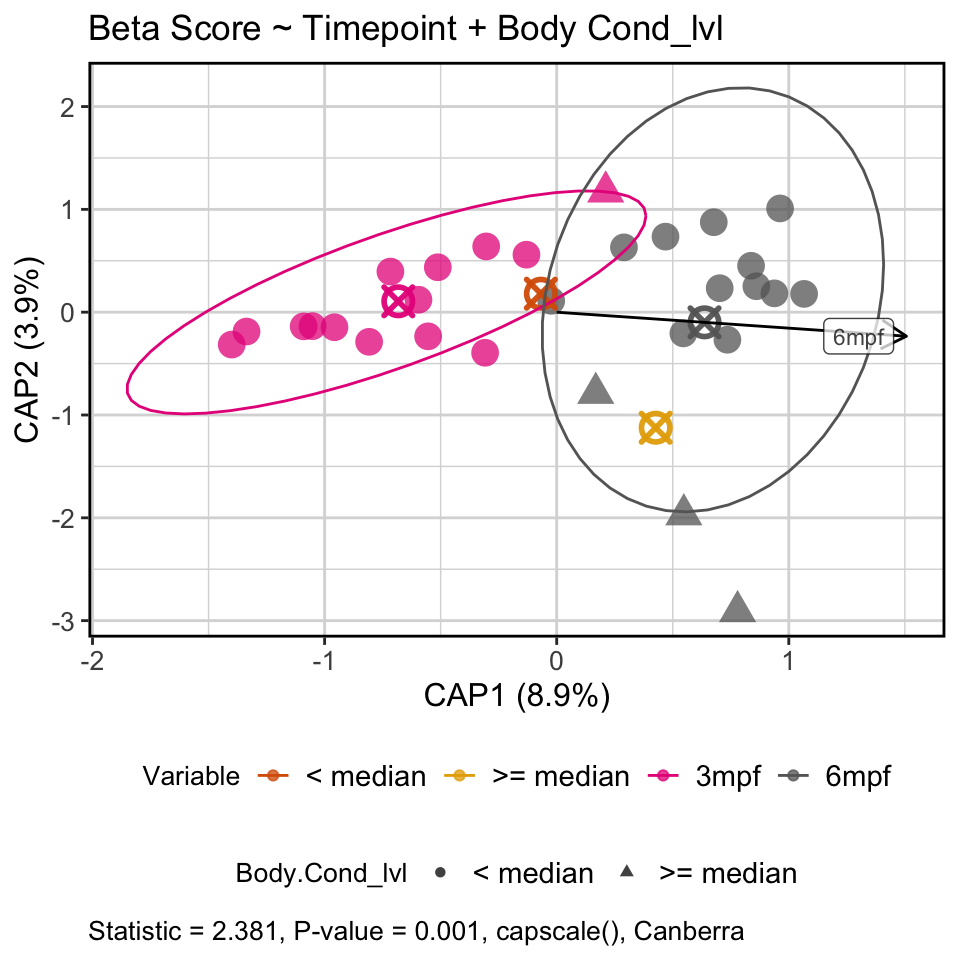 Beta Score ~ Timepoint + Body Cond_lvl
CAP2 (3.9%)
2
1
0
-1
-2
-3
6mpf
-2 -1 0 1
CAP1 (8.9%)
Variable < median >= median 3mpf 6mpf
Body.Cond_lvl < median >= median
Statistic = 2.381, P-value = 0.001, capscale(), Canberra